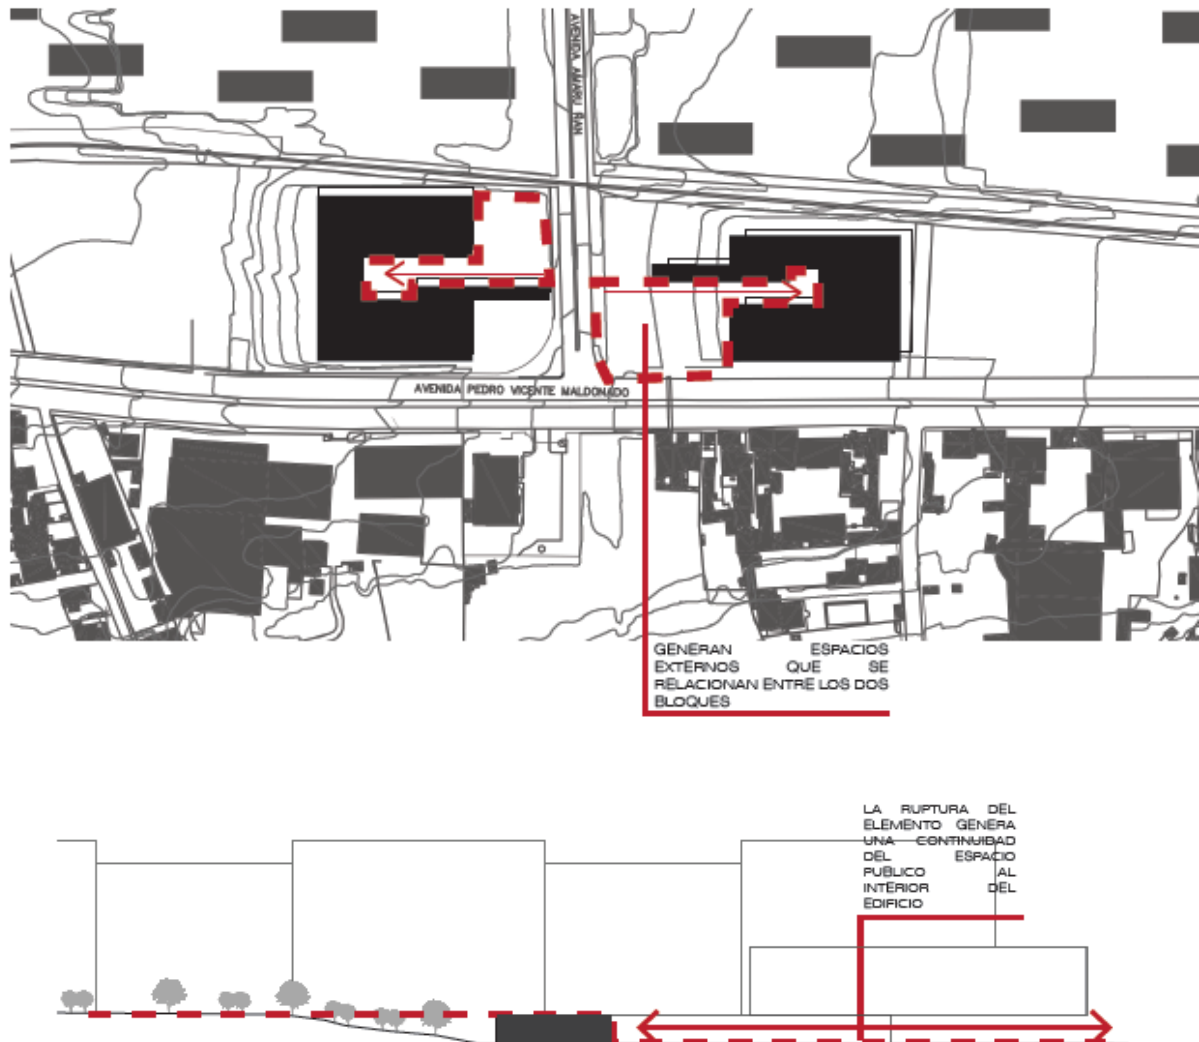 AVENIDA AMARU ÑAN
AVENIDA PEDRO VICENTE MALDONADO
GENERAN ESPACIOS
EXTERNOS QUE SE
RELACIONAN ENTRE LOS DOS
BLOQUES
LA RUPTURA DEL
ELEMENTO GENERA
UNA CONTINUIDAD
DEL ESPACIO
PUBLICO AL
INTERIOR DEL
EDIFICIO